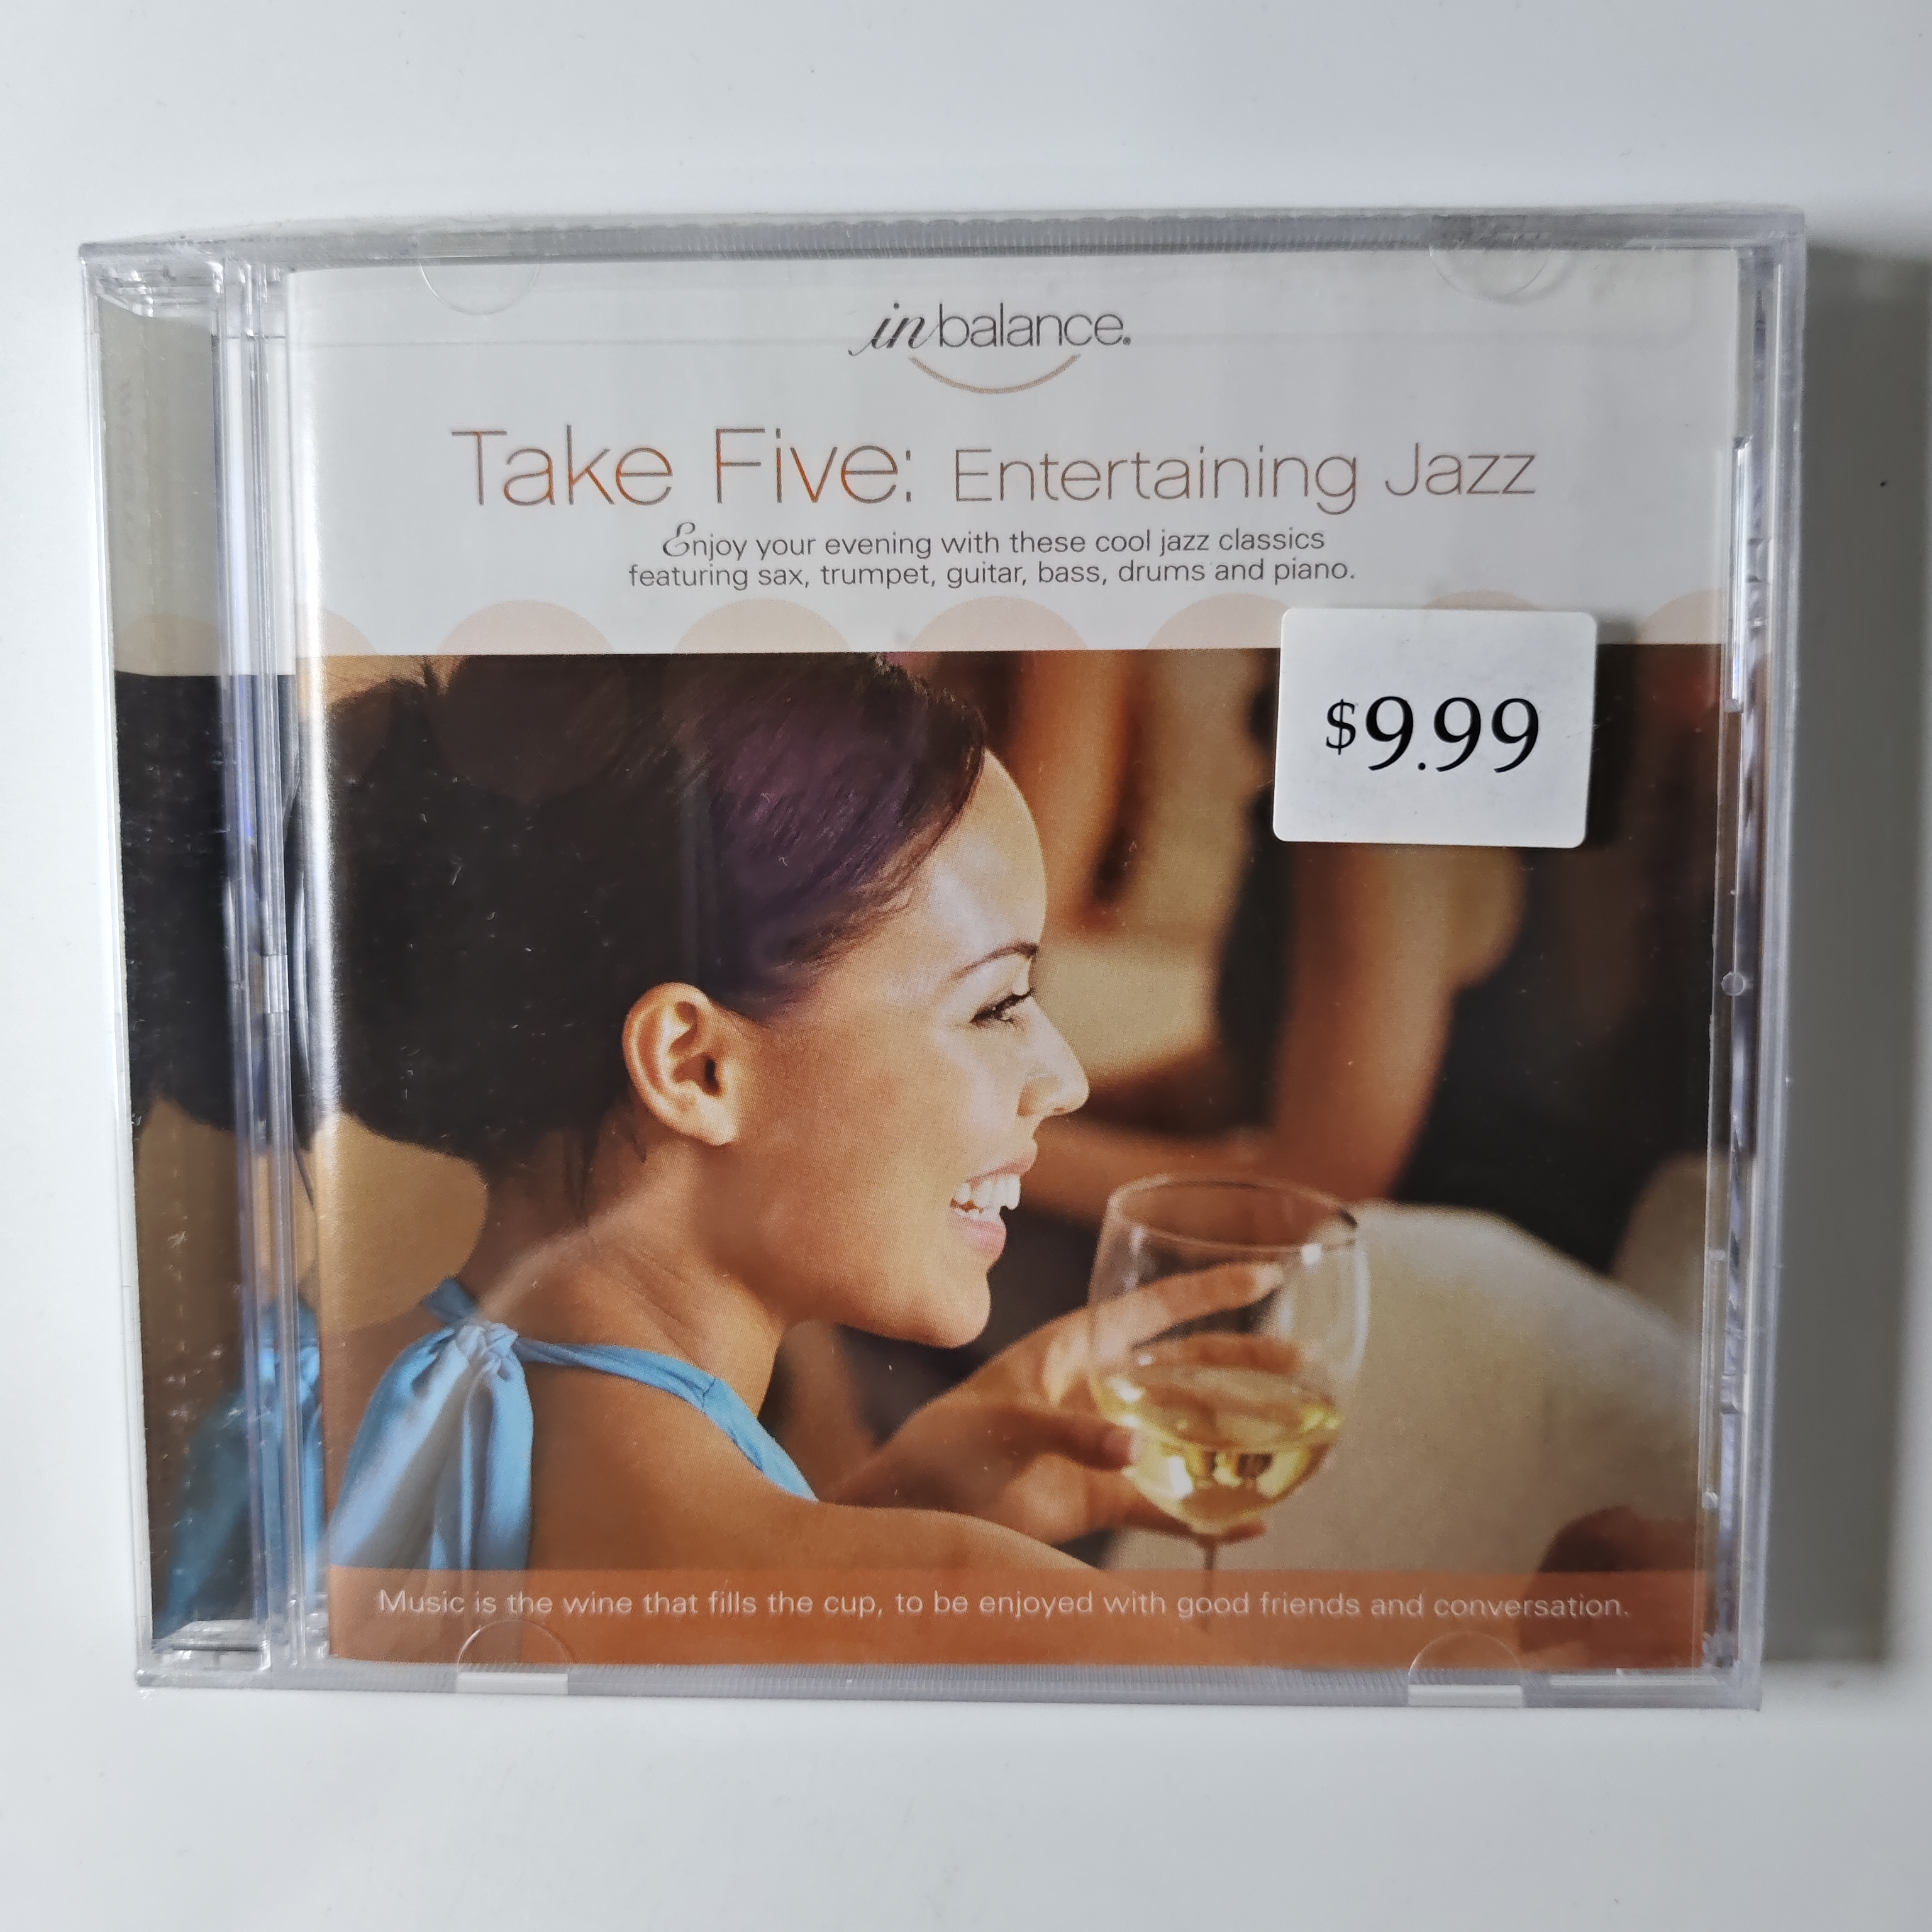 inbalance®
Take Five: Entertaining Jazz
Enjoy your evening with these cool jazz classics
featuring sax, trumpet, guitar, bass, drums and piano.
$9.99
Music is the wine that fills the cup, to be enjoyed with good friends and conversation.